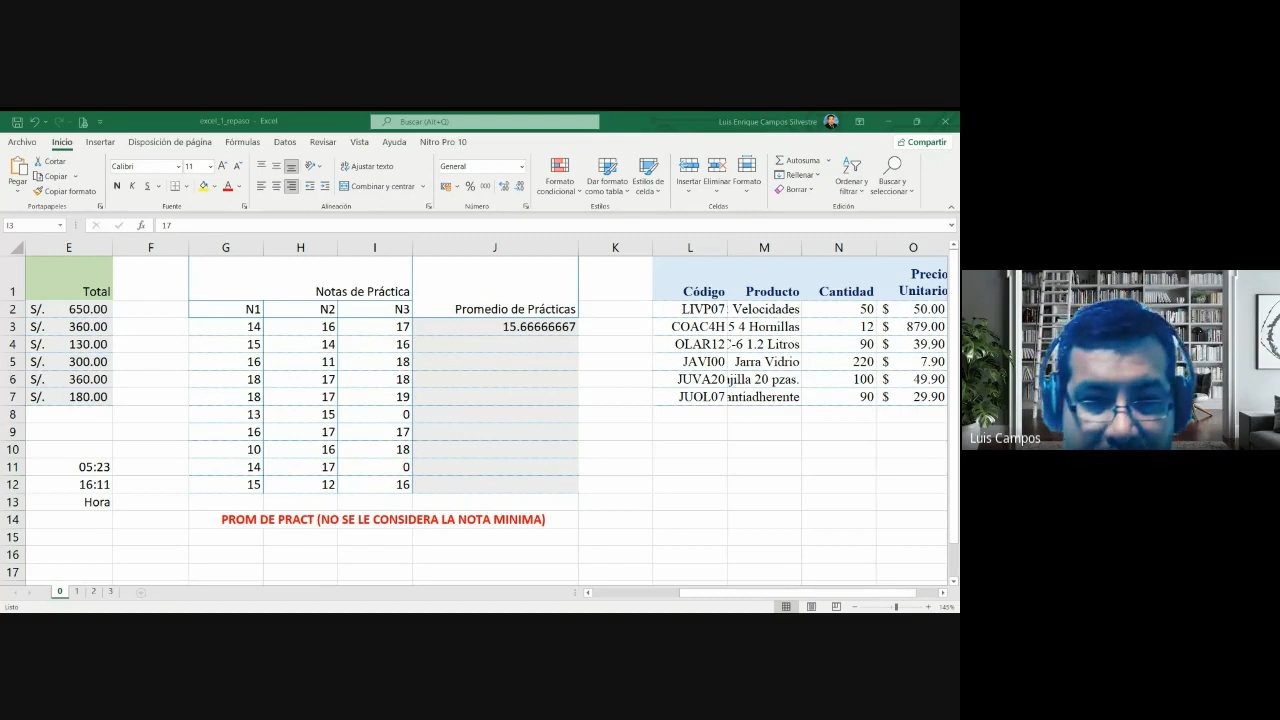 excel_1_repaso - Excel
Buscar (Alt+Q)
Luis Enrique Campos Silvestre
Archivo Inicio Insertar Disposición de página Fórmulas Datos Revisar Vista Ayuda Nitro Pro 10
Compartir
Pegar
Cortar
Copiar
Copiar formato
Portapapeles
Calibri 11
N K S
Fuente
Ajustar texto
Combinar y centrar
Alineación
General
% 000
Número
Formato condicional
Dar formato como tabla
Estilos de celda
Estilos
Insertar Eliminar Formato
Celdas
Autosuma
Rellenar
Borrar
Ordenar y filtrar
Buscar y seleccionar
Edición
I3 fx 17
E F G H I J K L M N O
1 Total Notas de Práctica Código Producto Cantidad Precio Unitario
2 S/. 650.00 N1 N2 N3 Promedio de Prácticas LIVP07 Velocidades 50 $ 50.00
3 S/. 360.00 14 16 17 15.66666667 COAC4H 5 4 Hornillas 12 $ 879.00
4 S/. 130.00 15 14 16 OLAR12 -6 1.2 Litros 90 $ 39.90
5 S/. 300.00 16 11 18 JAVI00 Jarra Vidrio 220 $ 7.90
6 S/. 360.00 18 17 18 JUVA20 jilla 20 pzas. 100 $ 49.90
7 S/. 180.00 18 17 19 JUOL07 antiadherente 90 $ 29.90
8 13 15 0
9 16 17 17
10 10 16 18
11 05:23 14 17 0
12 16:11 15 12 16
13 Hora
14 PROM DE PRACT (NO SE LE CONSIDERA LA NOTA MINIMA)
15
16
17
0 1 2 3
Listo
145%
Luis Campos